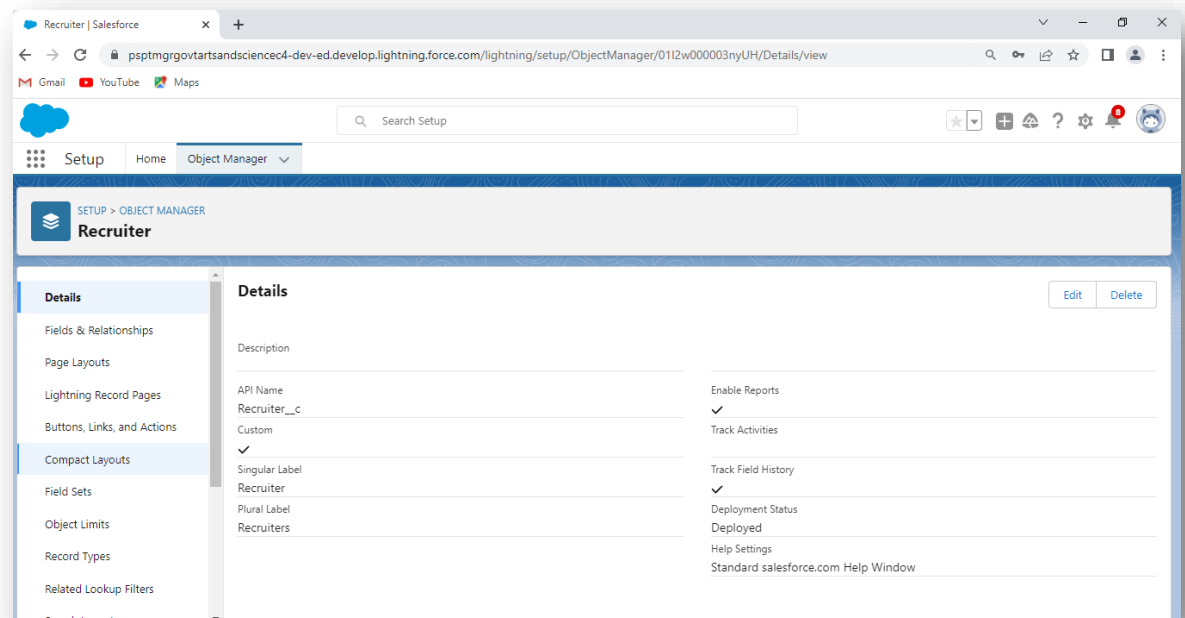 Recruiter | Salesforce
psptmgrgovtartsandsciencec4-dev-ed.develop.lightning.force.com/lightning/setup/ObjectManager/01I2w000003nyUH/Details/view
Gmail YouTube Maps
Search Setup
8
Setup Home Object Manager
SETUP > OBJECT MANAGER
Recruiter
Details
Fields & Relationships
Page Layouts
Lightning Record Pages
Buttons, Links, and Actions
Compact Layouts
Field Sets
Object Limits
Record Types
Related Lookup Filters
Details
Edit Delete
Description
API Name
Recruiter__c
Custom
Singular Label
Recruiter
Plural Label
Recruiters
Enable Reports
Track Activities
Track Field History
Deployment Status
Deployed
Help Settings
Standard salesforce.com Help Window